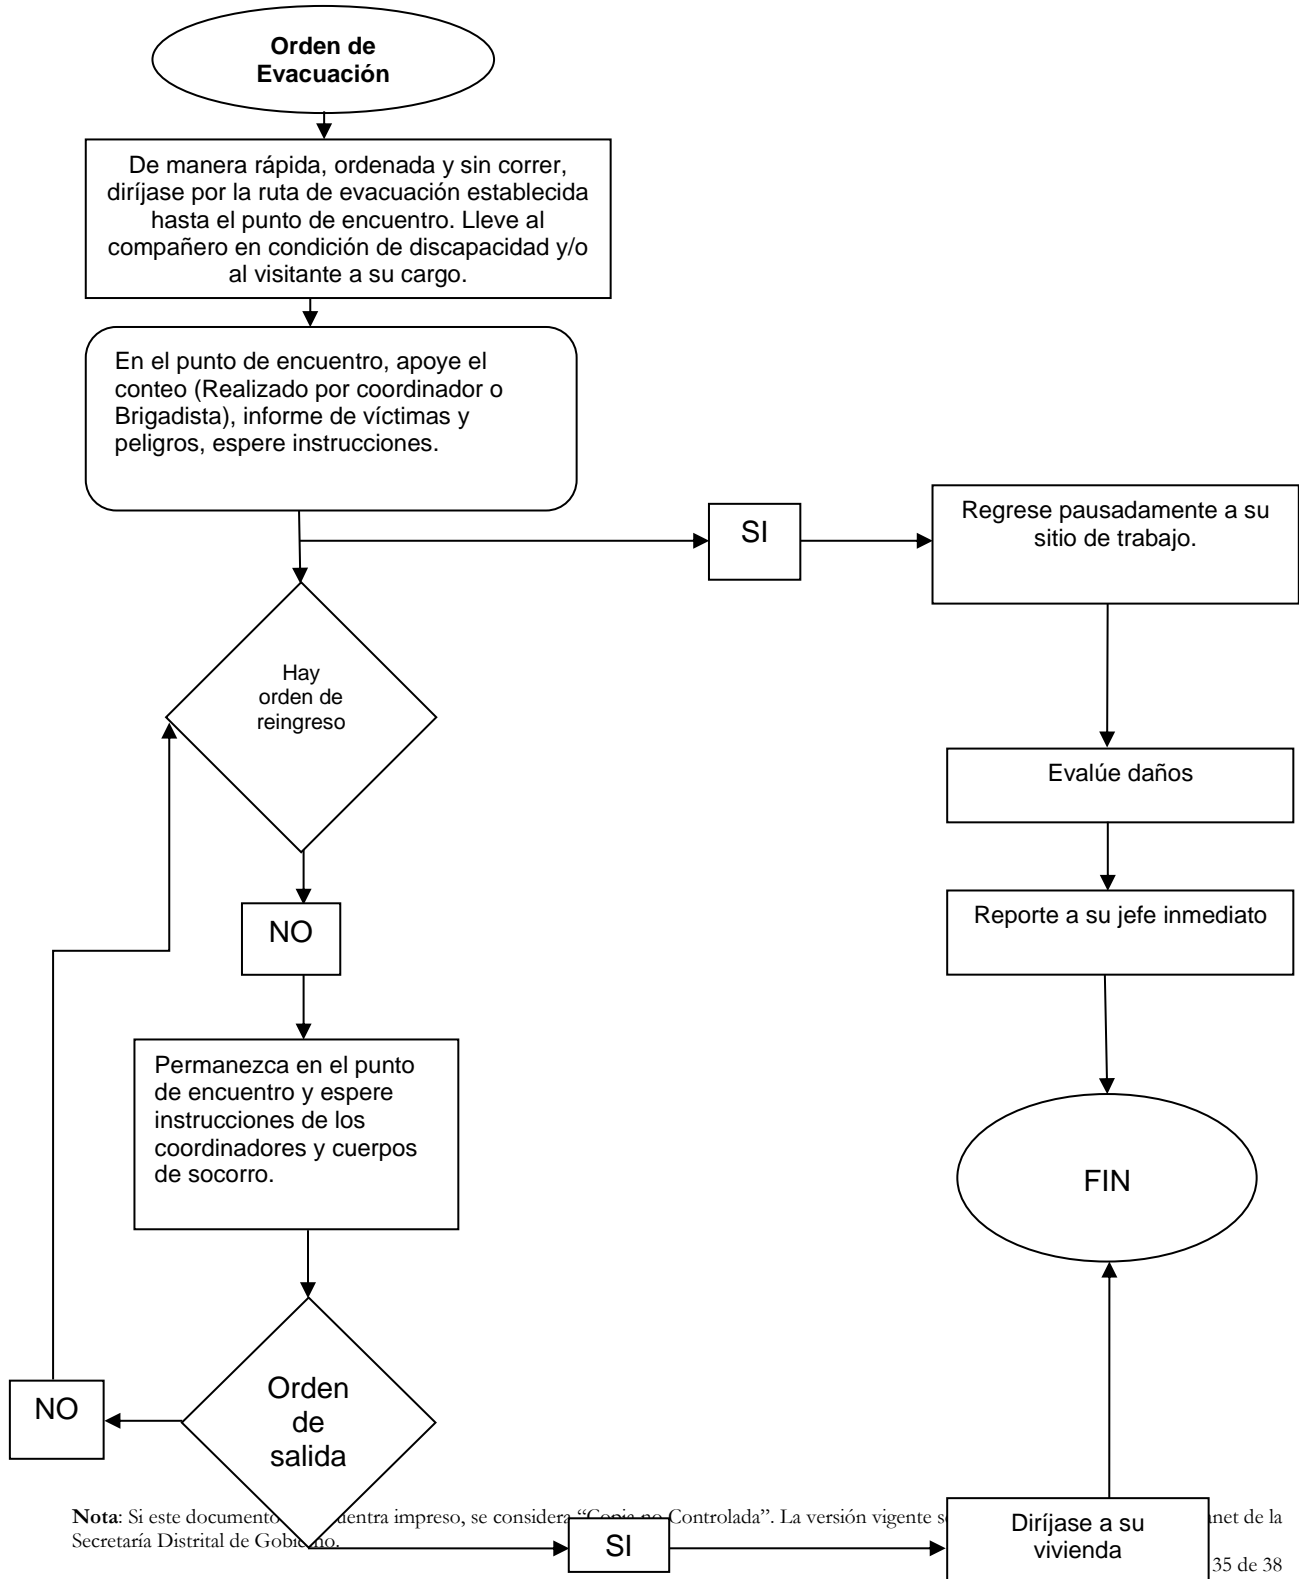 Orden de
Evacuación
De manera rápida, ordenada y sin correr,
diríjase por la ruta de evacuación establecida
hasta el punto de encuentro. Lleve al
compañero en condición de discapacidad y/o
al visitante a su cargo.
En el punto de encuentro, apoye el
conteo (Realizado por coordinador o
Brigadista), informe de víctimas y
peligros, espere instrucciones.
SI
Regrese pausadamente a su
sitio de trabajo.
Hay
orden de
reingreso
Evalúe daños
NO
Reporte a su jefe inmediato
Permanezca en el punto
de encuentro y espere
instrucciones de los
coordinadores y cuerpos
de socorro.
FIN
Orden
de
salida
NO
Nota: Si este documento impreso, se considera “Copia no Controlada”. La versión vigente de la
Secretaría Distrital de Gobierno.
SI
Diríjase a su
vivienda
35 de 38